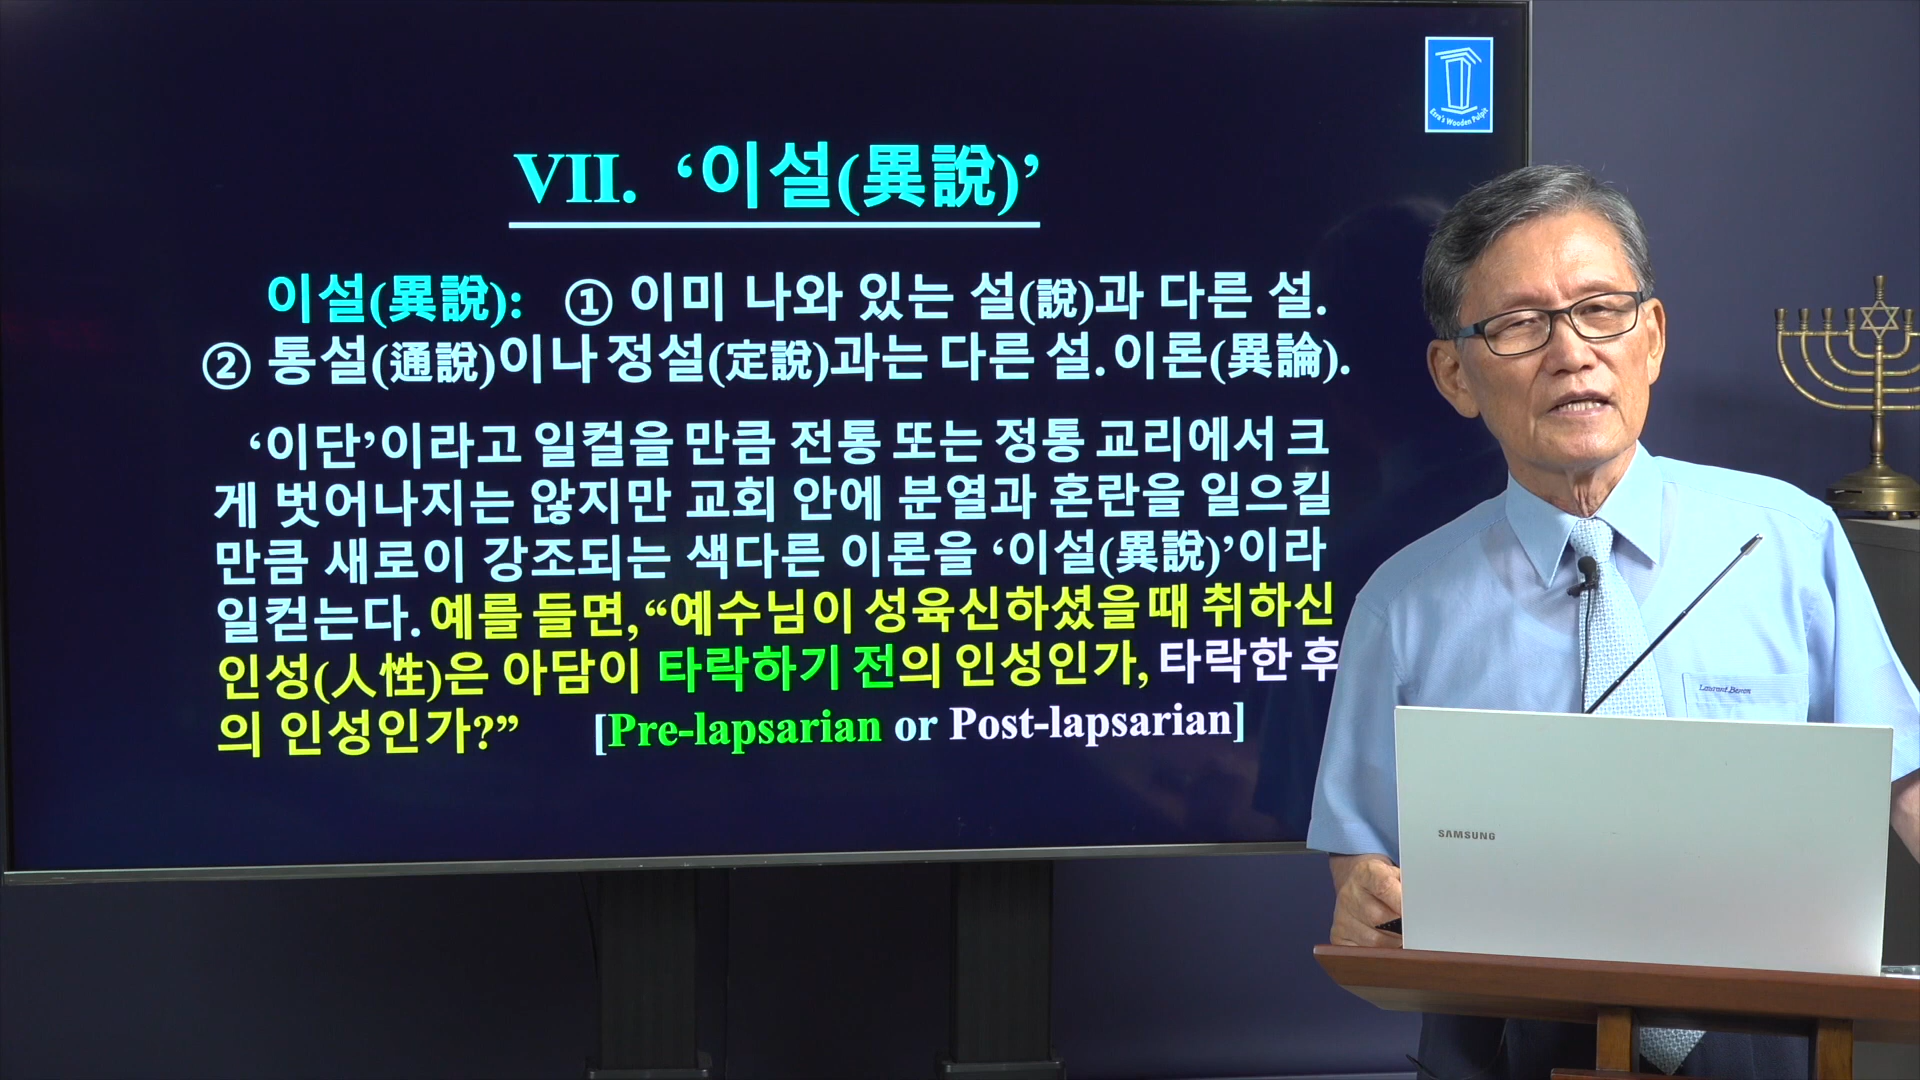 Ezra's Wooden Pulpit
VII. ‘이설(異說)’
이설(異說): ① 이미 나와 있는 설(說)과 다른 설.
② 통설(通說)이나 정설(定說)과는 다른 설. 이론(異論).
‘이단’이라고 일컬을 만큼 전통 또는 정통 교리에서 크
게 벗어나지는 않지만 교회 안에 분열과 혼란을 일으킬
만큼 새로이 강조되는 색다른 이론을 ‘이설(異說)’이라
일컫는다. 예를 들면, “예수님이 성육신하셨을 때 취하신
인성(人性)은 아담이 타락하기 전의 인성인가, 타락한 후
의 인성인가?” [Pre-lapsarian or Post-lapsarian]
Laurant Benon
SAMSUNG